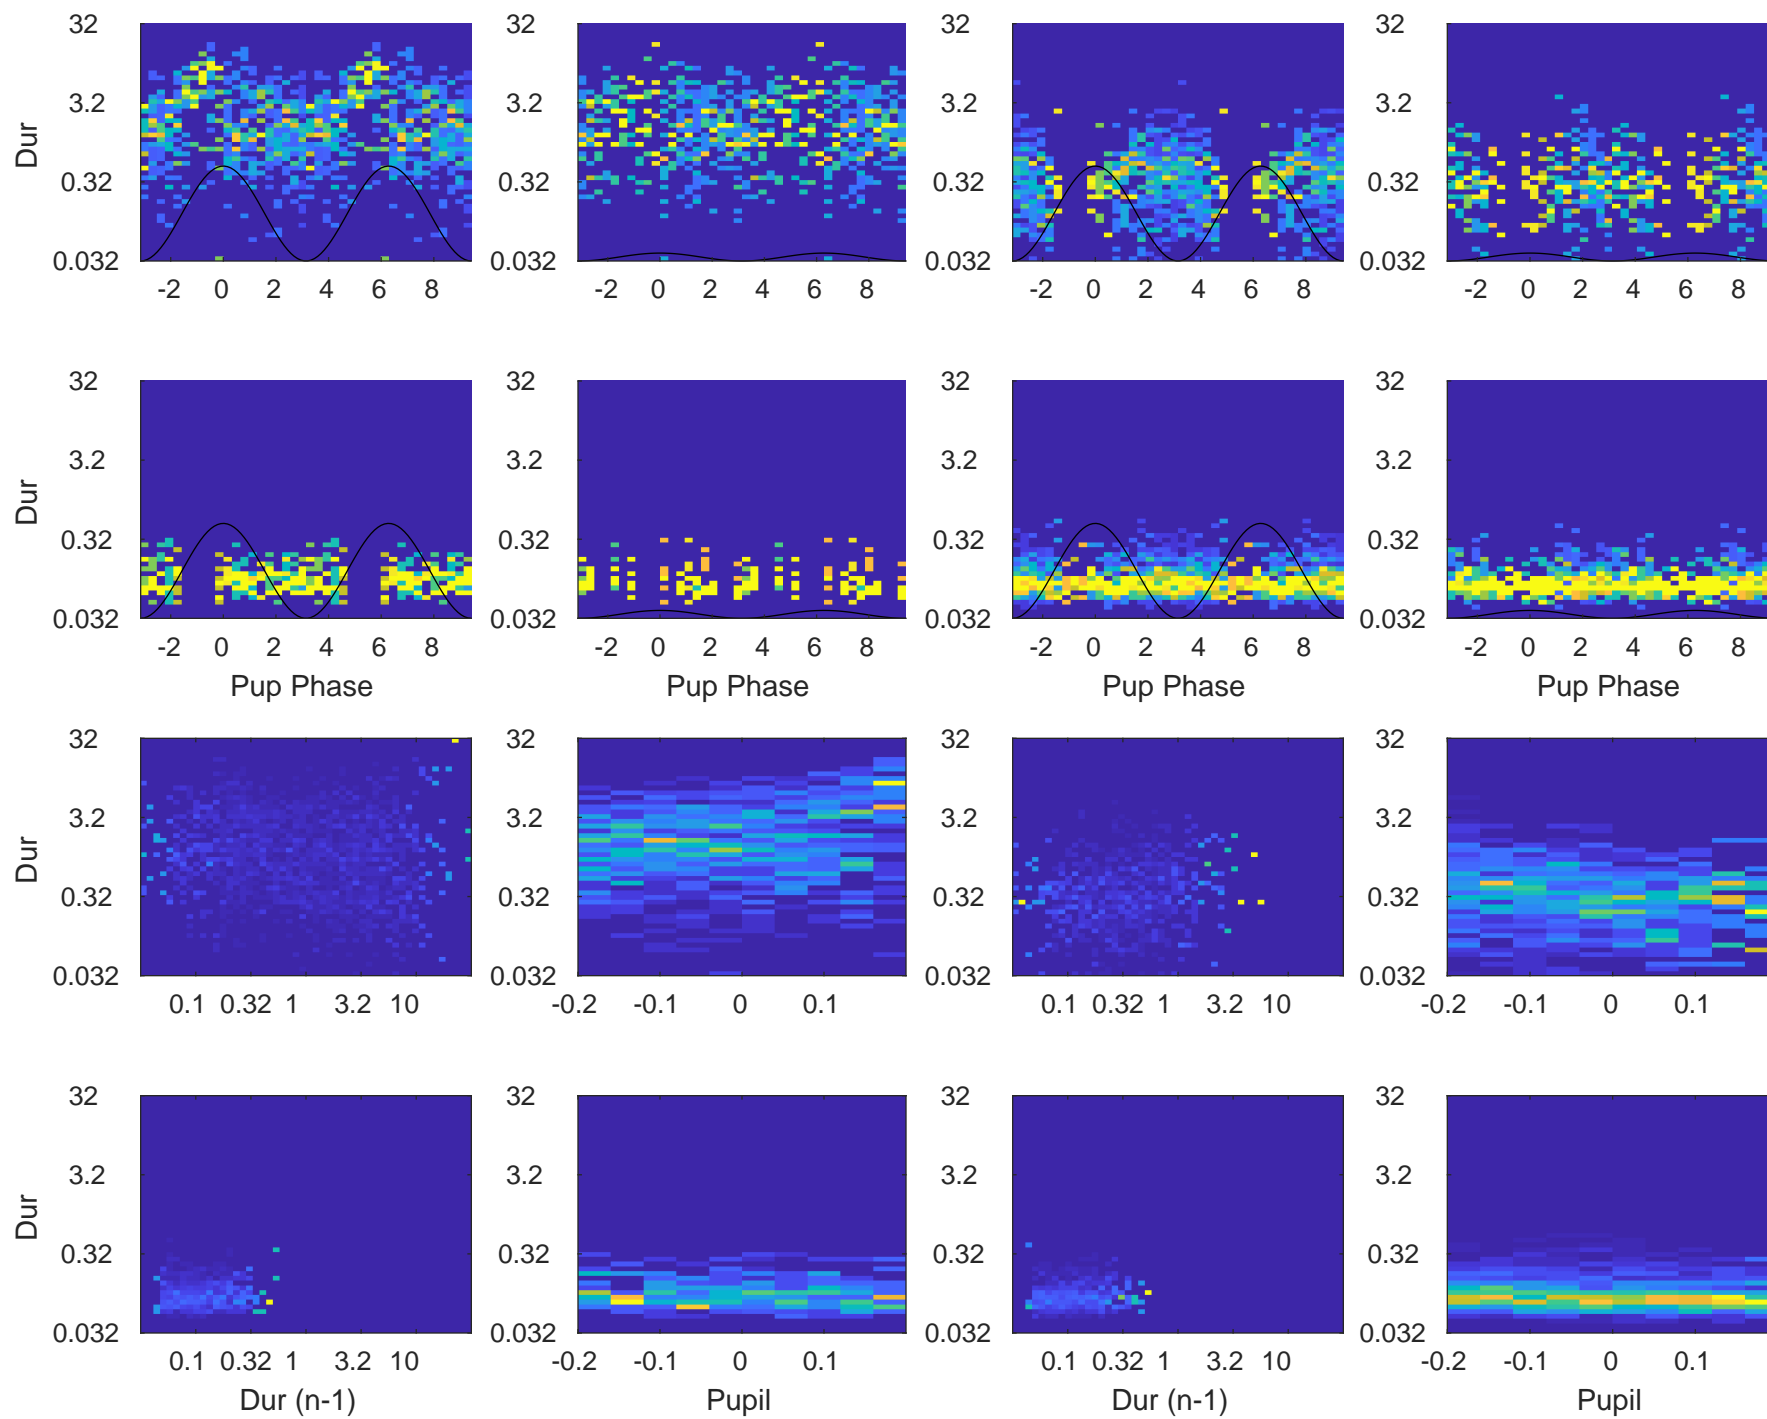 32 32 32 32
3.2 3.2 3.2 3.2
Dur
0.32 0.32 0.32 0.32
0.032 0.032 0.032 0.032
-2 0 2 4 6 8 -2 0 2 4 6 8 -2 0 2 4 6 8 -2 0 2 4 6 8
32 32 32 32
3.2 3.2 3.2 3.2
Dur
0.32 0.32 0.32 0.32
0.032 0.032 0.032 0.032
-2 0 2 4 6 8 -2 0 2 4 6 8 -2 0 2 4 6 8 -2 0 2 4 6 8
Pup Phase Pup Phase Pup Phase Pup Phase
32 32 32 32
3.2 3.2 3.2 3.2
Dur
0.32 0.32 0.32 0.32
0.032 0.032 0.032 0.032
0.1 0.32 1 3.2 10 -0.2 -0.1 0 0.1 0.1 0.32 1 3.2 10 -0.2 -0.1 0 0.1
32 32 32 32
3.2 3.2 3.2 3.2
Dur
0.32 0.32 0.32 0.32
0.032 0.032 0.032 0.032
0.1 0.32 1 3.2 10 -0.2 -0.1 0 0.1 0.1 0.32 1 3.2 10 -0.2 -0.1 0 0.1
Dur (n-1) Pupil Dur (n-1) Pupil